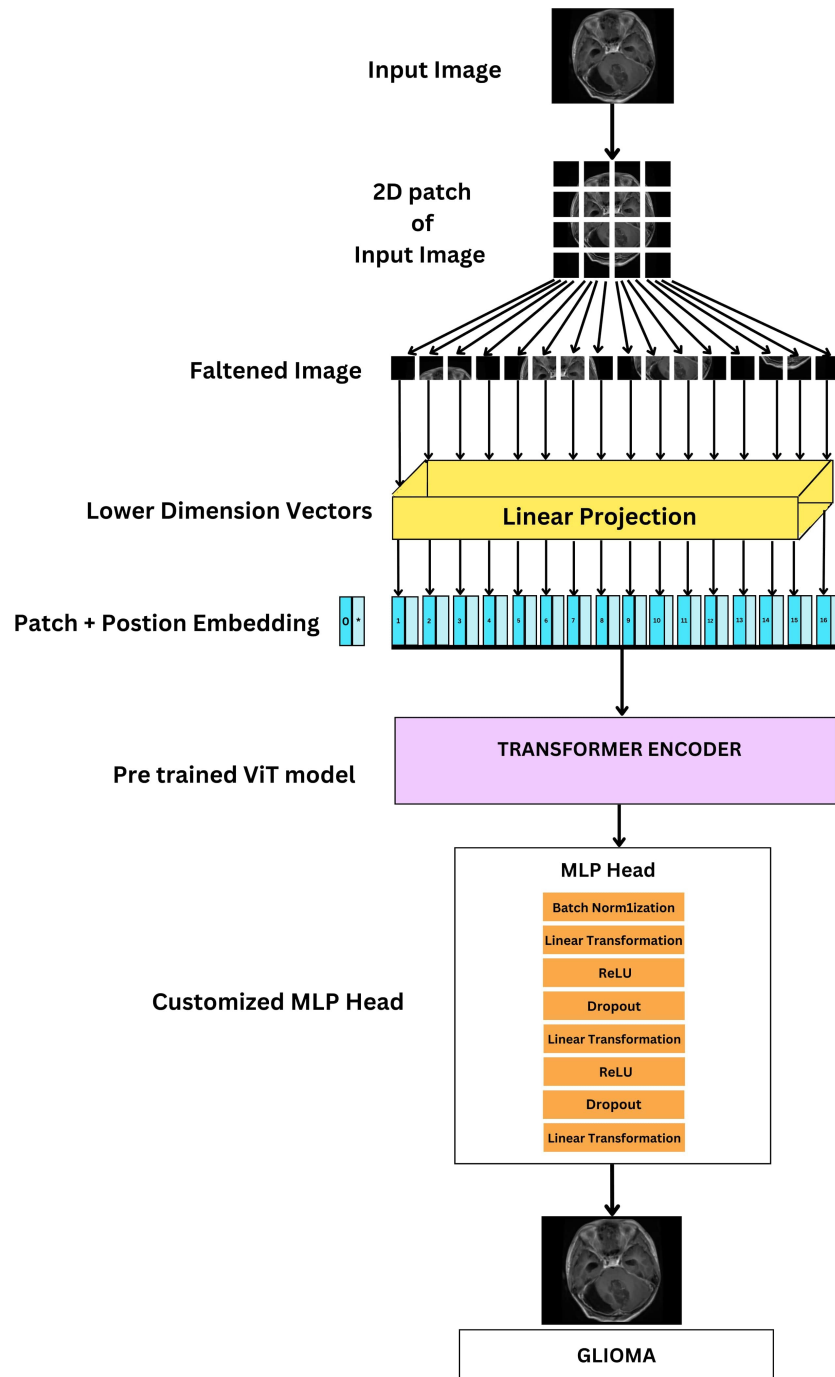 Input Image
2D patch
of
Input Image
Faltened Image
Lower Dimension Vectors
Linear Projection
Patch + Postion Embedding
0 * 1 2 3 4 5 6 7 8 9 10 11 12 13 14 15 16
TRANSFORMER ENCODER
Pre trained ViT model
MLP Head
Batch Norm1ization
Linear Transformation
ReLU
Dropout
Customized MLP Head
Linear Transformation
ReLU
Dropout
Linear Transformation
GLIOMA